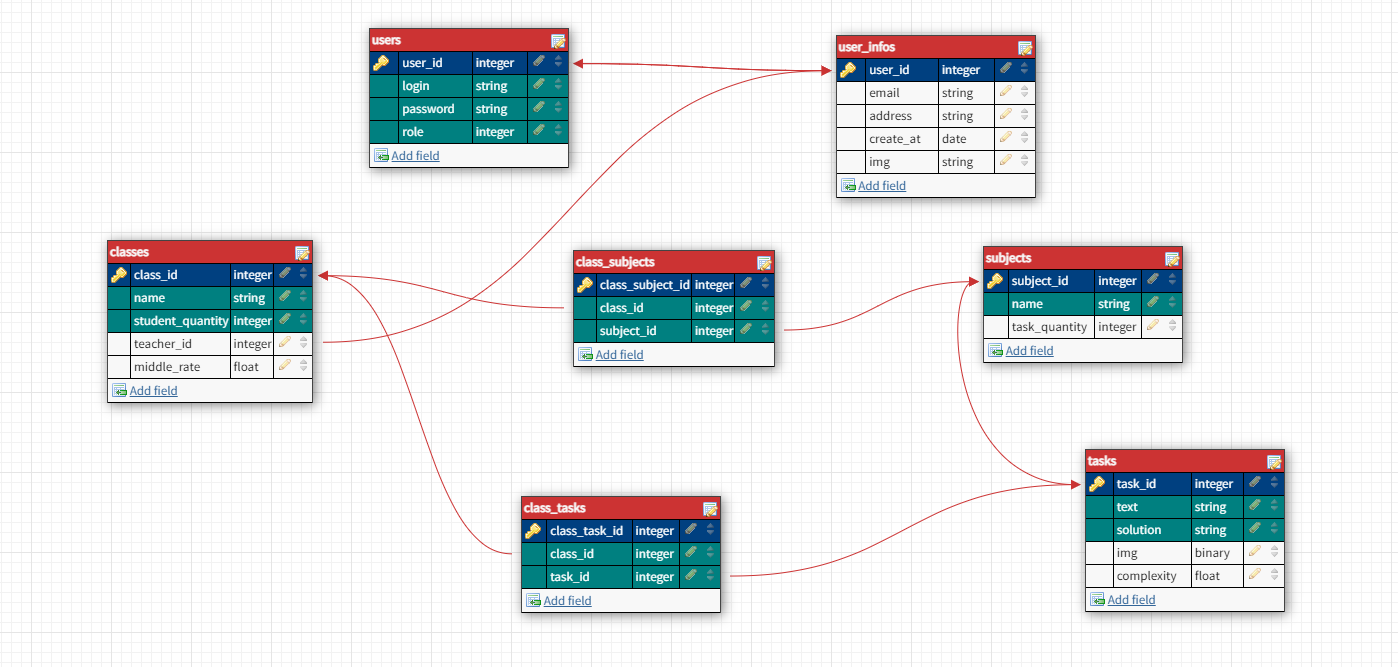 users
user_id integer
login string
password string
role integer
Add field
user_infos
user_id integer
email string
address string
create_at date
img string
Add field
classes
class_id integer
name string
student_quantity integer
teacher_id integer
middle_rate float
Add field
class_subjects
class_subject_id integer
class_id integer
subject_id integer
Add field
subjects
subject_id integer
name string
task_quantity integer
Add field
class_tasks
class_task_id integer
class_id integer
task_id integer
Add field
tasks
task_id integer
text string
solution string
img binary
complexity float
Add field